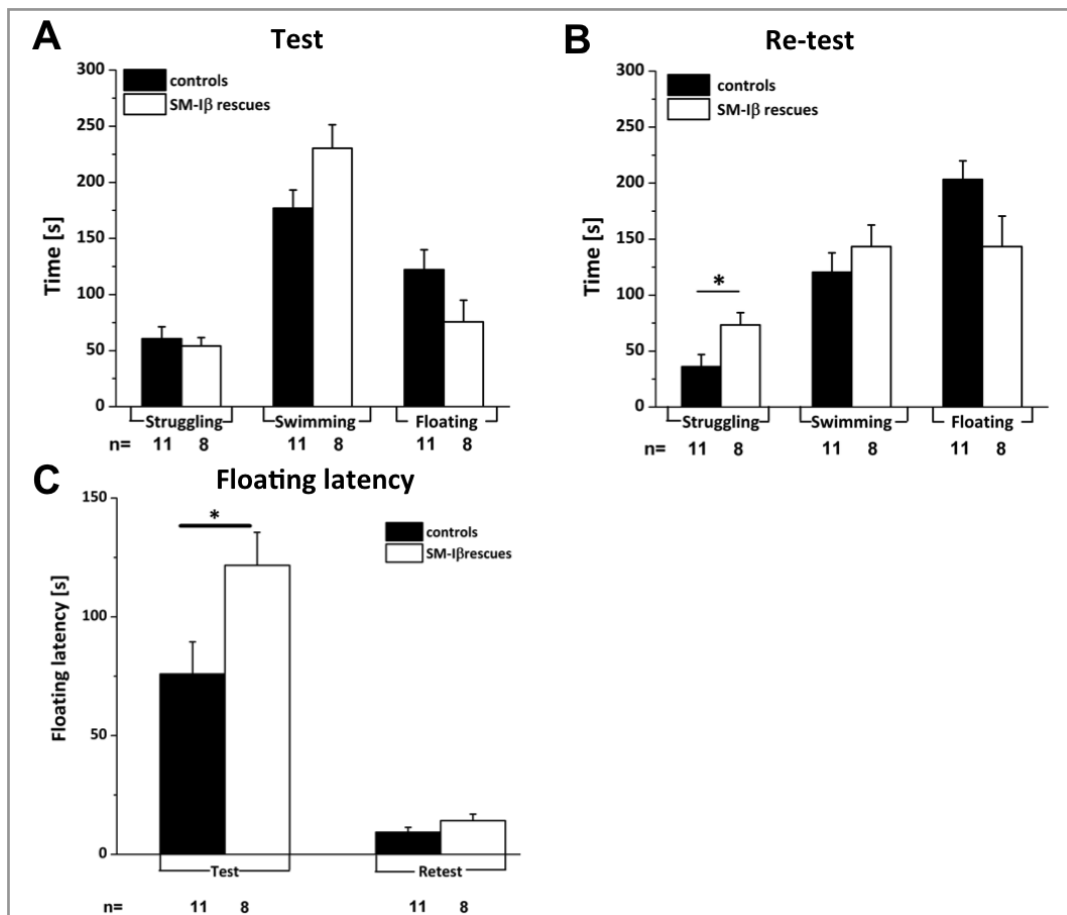 A
Test
300
250
200
150
100
50
0
Time [s]
controls
SM-Iβ rescues
Struggling Swimming Floating
n= 11 8 11 8 11 8
B
Re-test
300
250
200
150
100
50
0
Time [s]
controls
SM-Iβ rescues
*
Struggling Swimming Floating
n= 11 8 11 8 11 8
C
Floating latency
150
100
50
0
Floating latency [s]
*
controls
SM-Iβrescues
Test Retest
n= 11 8 11 8